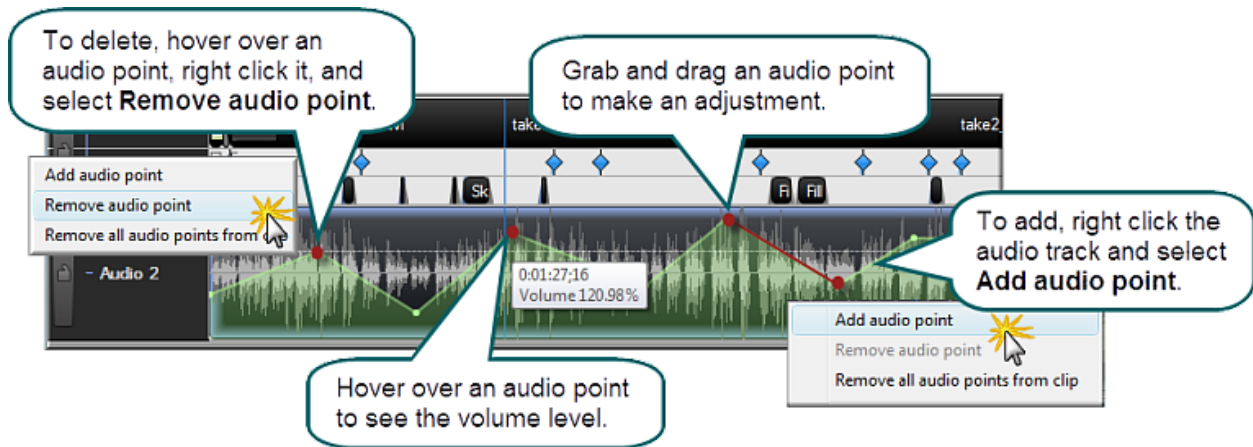 To delete, hover over an
audio point, right click it, and
select Remove audio point.
Grab and drag an audio point
to make an adjustment.
take2
Add audio point
Remove audio point
Remove all audio points from
Sk
Fi
Fill
To add, right click the
audio track and select
Add audio point.
- Audio 2
0:01:27;16
Volume 120.98%
Add audio point
Remove audio point
Remove all audio points from clip
Hover over an audio point
to see the volume level.